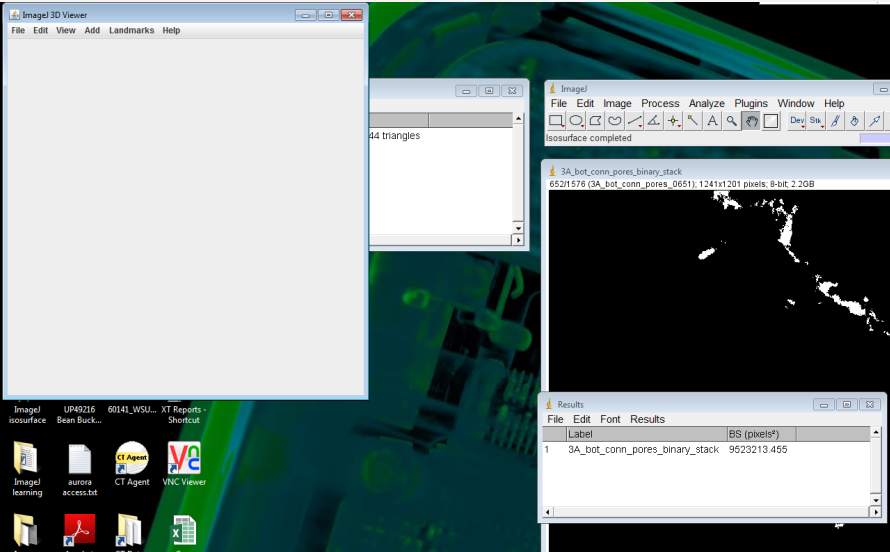 ImageJ 3D Viewer
File Edit View Add Landmarks Help
44 triangles
ImageJ
File Edit Image Process Analyze Plugins Window Help
Dev Stk
Isosurface completed
3A_bot_conn_pores_binary_stack
652/1576 (3A_bot_conn_pores_0651); 1241x1201 pixels; 8-bit; 2.2GB
Results
File Edit Font Results
Label BS (pixels²)
1 3A_bot_conn_pores_binary_stack 9523213.455
ImageJ isosurface
UP49216 Bean Buck...
60141_WSU...
XT Reports - Shortcut
CT Agent
VNC
ImageJ learning
aurora access.txt
CT Agent
VNC Viewer